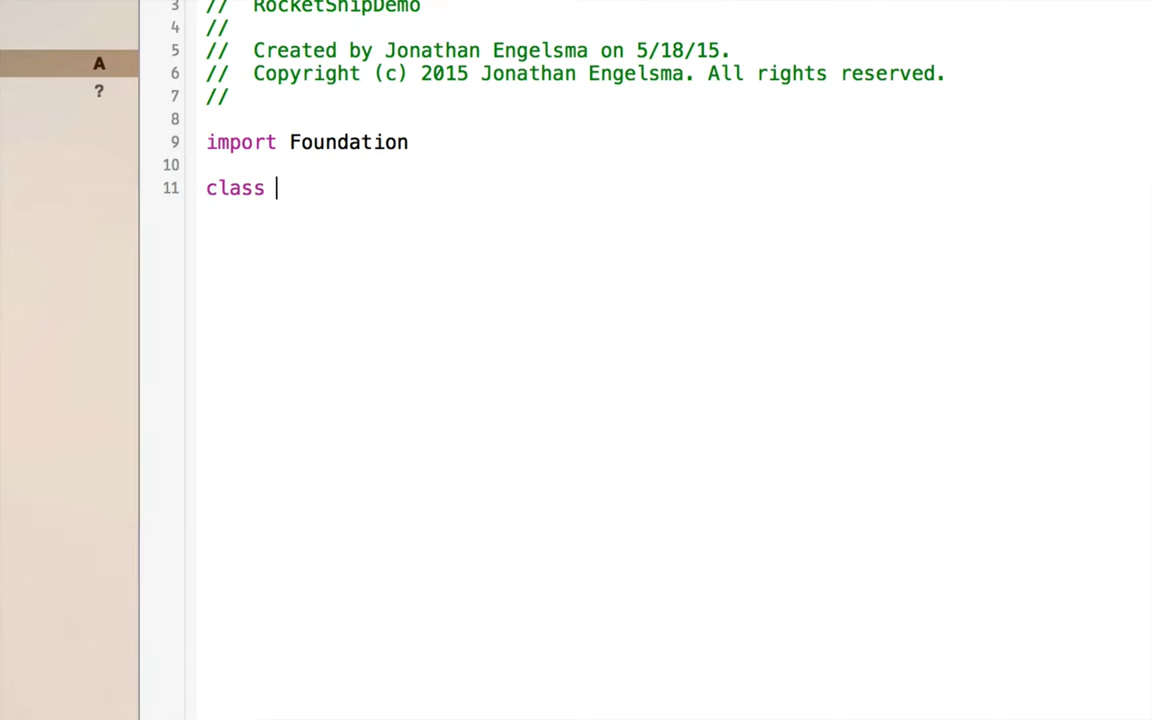 3 // RocketShipDemo
4 //
A
5 // Created by Jonathan Engelsma on 5/18/15.
6 // Copyright (c) 2015 Jonathan Engelsma. All rights reserved.
?
7 //
8
9 import Foundation
10
11 class